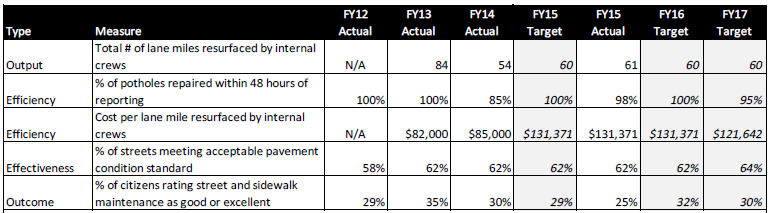 FY12 FY13 FY14 FY15 FY15 FY16 FY17
Type Measure Actual Actual Actual Target Actual Target Target
Total # of lane miles resurfaced by internal
Output crews N/A 84 54 60 61 60 60
% of potholes repaired within 48 hours of
Efficiency reporting 100% 100% 85% 100% 98% 100% 95%
Cost per lane mile resurfaced by internal
Efficiency crews N/A $82,000 $85,000 $131,371 $131,371 $131,371 $121,642
% of streets meeting acceptable pavement
Effectiveness condition standard 58% 62% 62% 62% 62% 62% 64%
% of citizens rating street and sidewalk
Outcome maintenance as good or excellent 29% 35% 30% 29% 25% 32% 30%